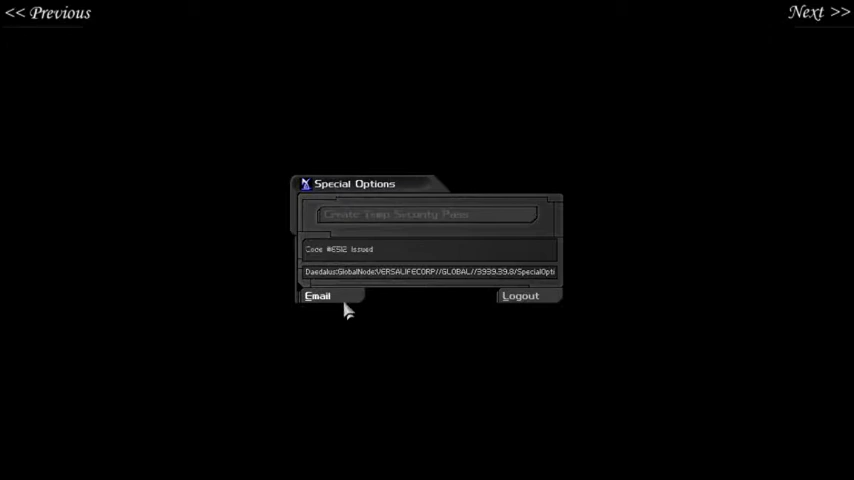 << Previous
Next >>
Special Options
Create Temp Security Pass
Code #6512 Issued
Daedalus:GlobalNode:VERSALIFECORP//GLOBAL//3939.39.8/SpecialOpti
Email
Logout